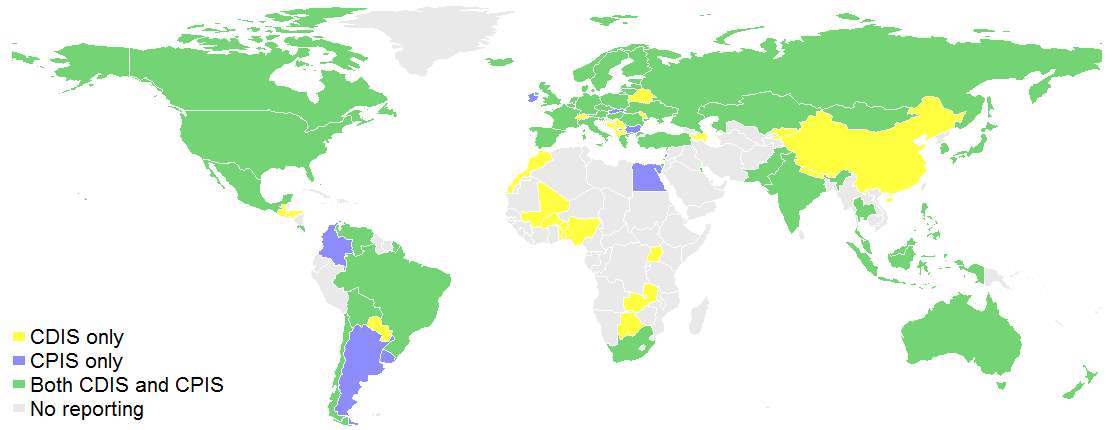 CDIS only
CPIS only
Both CDIS and CPIS
No reporting